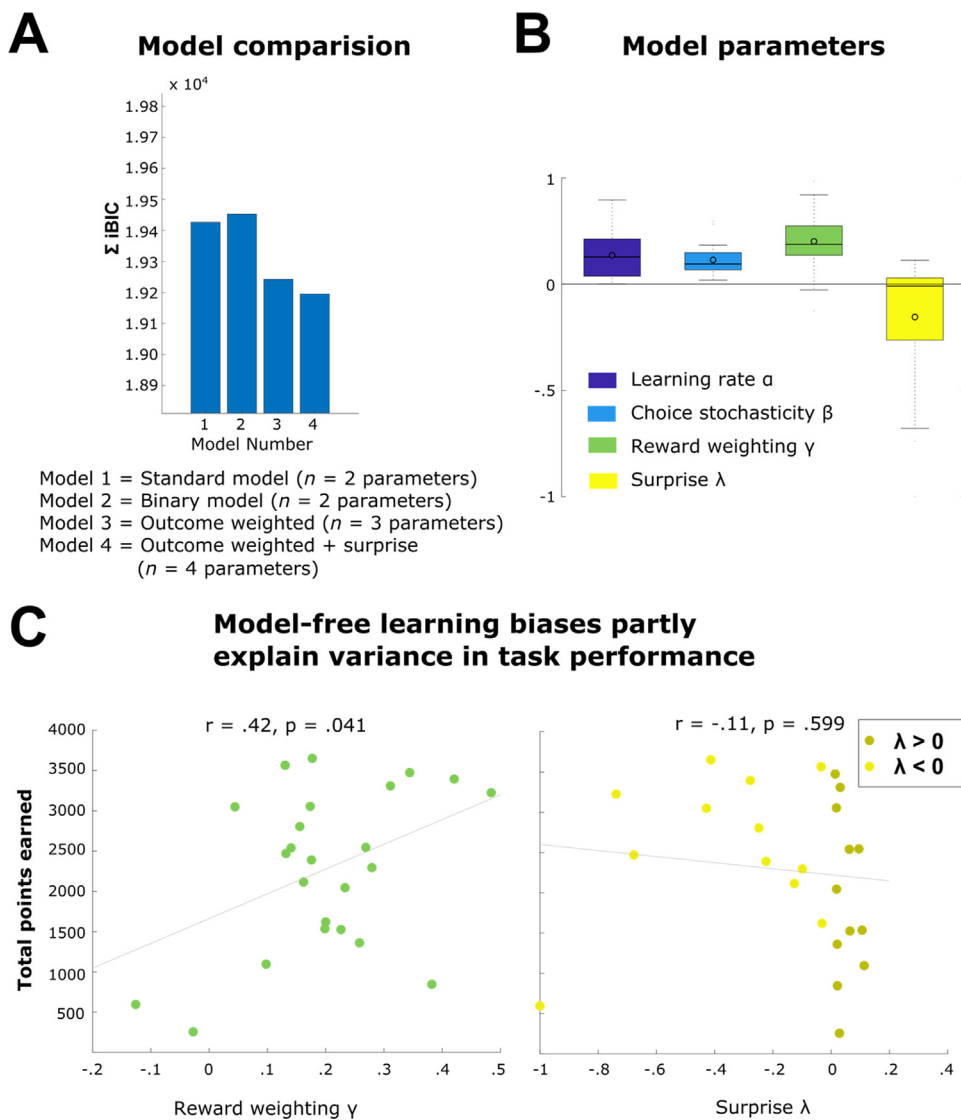 A
Model comparision
x 10⁴
1.98
1.97
1.96
1.95
1.94
1.93
1.92
1.91
1.90
1.89
Σ iBIC
1 2 3 4
Model Number
Model 1 = Standard model (n = 2 parameters)
Model 2 = Binary model (n = 2 parameters)
Model 3 = Outcome weighted (n = 3 parameters)
Model 4 = Outcome weighted + surprise
(n = 4 parameters)
B
Model parameters
1
0
-.5
-1
Learning rate α
Choice stochasticity β
Reward weighting γ
Surprise λ
C
Model-free learning biases partly
explain variance in task performance
r = .42, p = .041
4000
3500
3000
2500
2000
1500
1000
500
Total points earned
-.2 -.1 0 .1 .2 .3 .4 .5
Reward weighting γ
r = -.11, p = .599
λ > 0
λ < 0
-1 -.8 -.6 -.4 -.2 0 .2 .4
Surprise λ